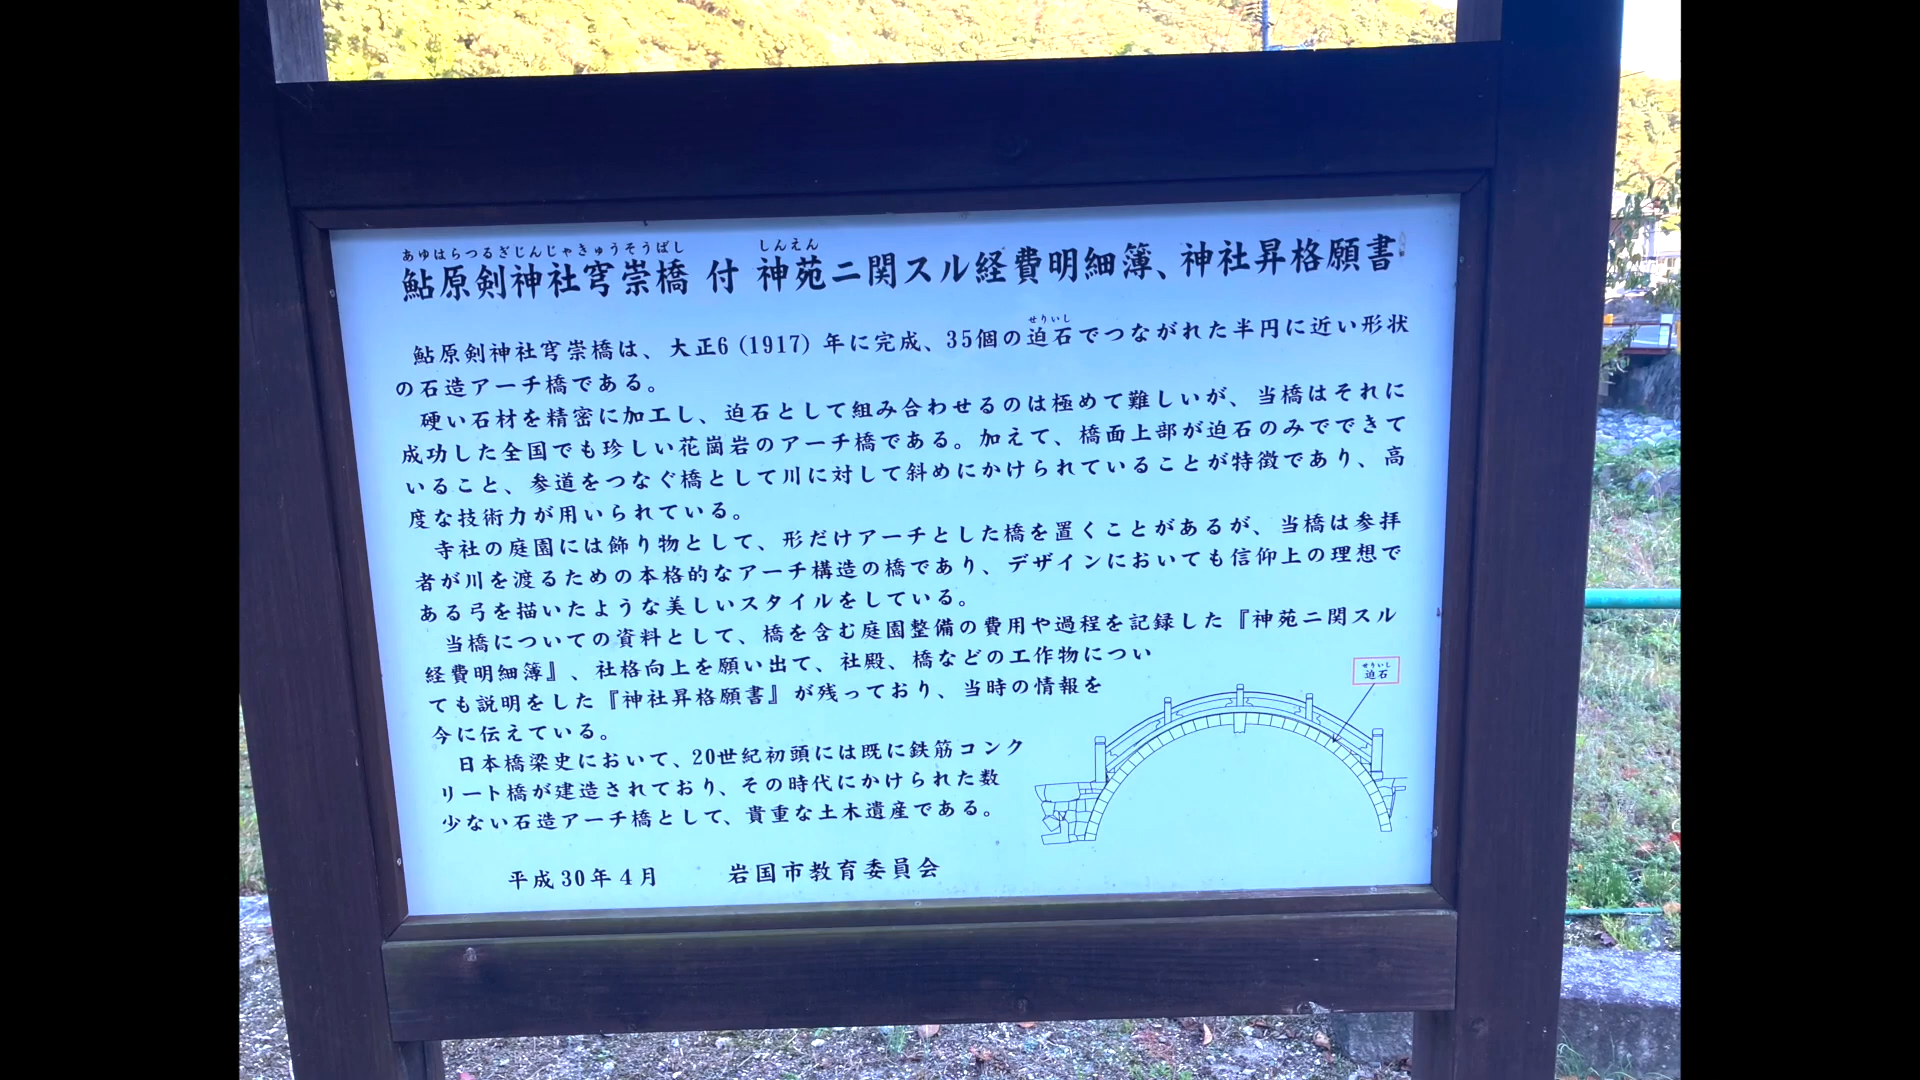 あゆはらつるぎじんじゃきゅうそうばし しんえん
鮎原剣神社穹崇橋 付 神苑ニ関スル経費明細簿、神社昇格願書
せりいし
鮎原剣神社穹崇橋は、大正6(1917)年に完成、35個の迫石でつながれた半円に近い形状
の石造アーチ橋である。
硬い石材を精密に加工し、迫石として組み合わせるのは極めて難しいが、当橋はそれに
成功した全国でも珍しい花崗岩のアーチ橋である。加えて、橋面上部が迫石のみでできて
いること、参道をつなぐ橋として川に対して斜めにかけられていることが特徴であり、高
度な技術力が用いられている。
寺社の庭園には飾り物として、形だけアーチとした橋を置くことがあるが、当橋は参拝
者が川を渡るための本格的なアーチ構造の橋であり、デザインにおいても信仰上の理想で
ある弓を描いたような美しいスタイルをしている。
当橋についての資料として、橋を含む庭園整備の費用や過程を記録した『神苑ニ関スル
経費明細簿』、社格向上を願い出て、社殿、橋などの工作物につい
ても説明をした『神社昇格願書』が残っており、当時の情報を
今に伝えている。
日本橋梁史において、20世紀初頭には既に鉄筋コンク
リート橋が建造されており、その時代にかけられた数
少ない石造アーチ橋として、貴重な土木遺産である。
せりいし
迫石
平成30年4月 岩国市教育委員会